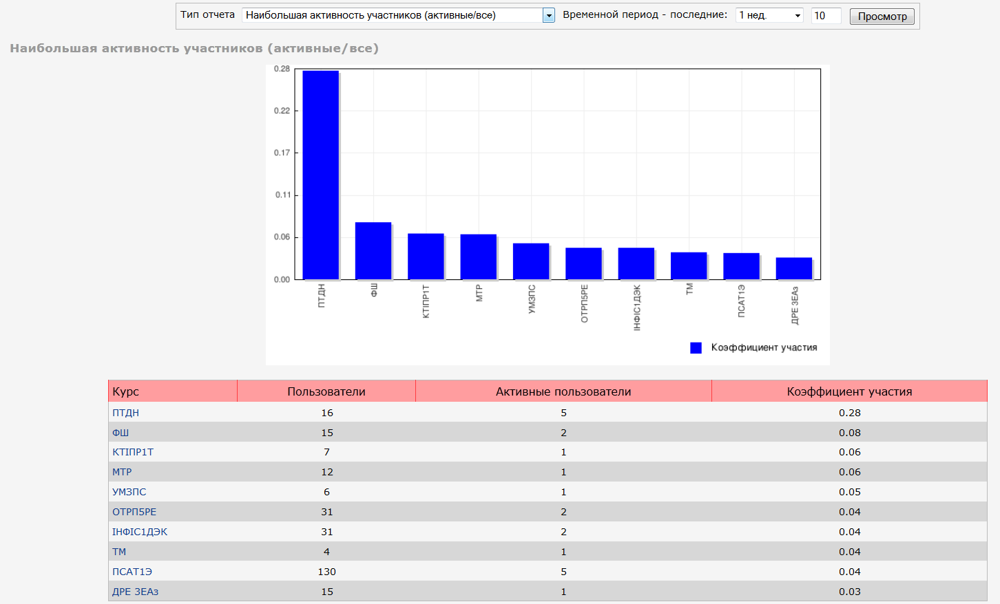 Тип отчета Наибольшая активность участников (активные/все) Временной период - последние: 1 нед. 10 Просмотр
Наибольшая активность участников (активные/все)
0.28
0.22
0.17
0.11
0.06
0.00
ПТДН ФШ КТІПР1Т МТР УМЗПС ОТРП5РЕ ІНФІС1ДЭК ТМ ПСАТ1Э ДРЕ ЗЕАз
Коэффициент участия
Курс Пользователи Активные пользователи Коэффициент участия
ПТДН 16 5 0.28
ФШ 15 2 0.08
КТІПР1Т 7 1 0.06
МТР 12 1 0.06
УМЗПС 6 1 0.05
ОТРП5РЕ 31 2 0.04
ІНФІС1ДЭК 31 2 0.04
ТМ 4 1 0.04
ПСАТ1Э 130 5 0.04
ДРЕ ЗЕАз 15 1 0.03